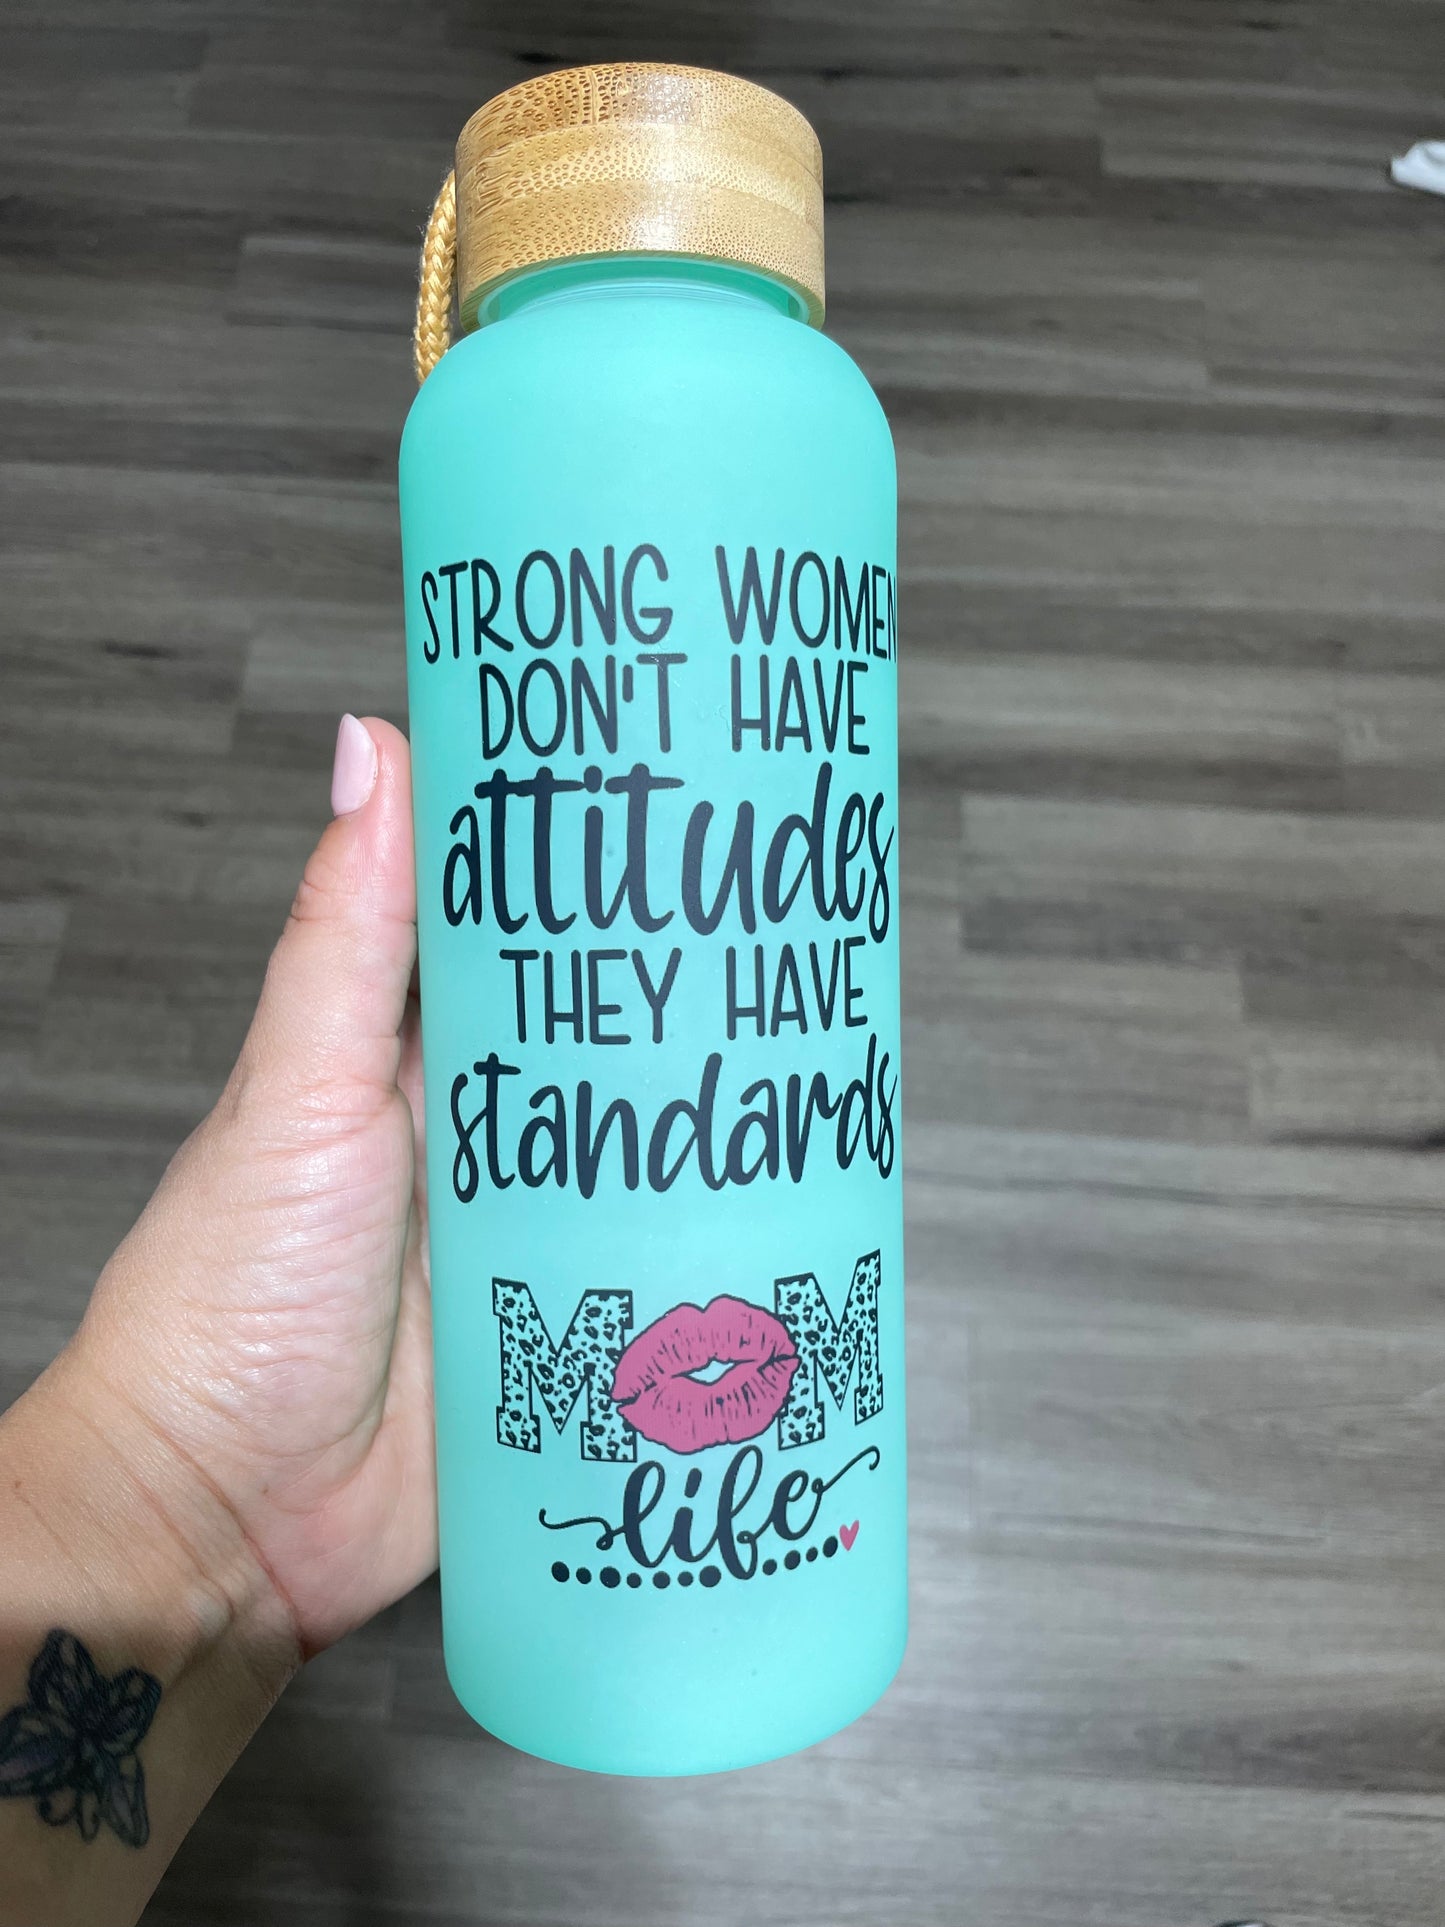 STRONG WOMEN
DON'T HAVE
attitudes
THEY HAVE
standards
MOM
life